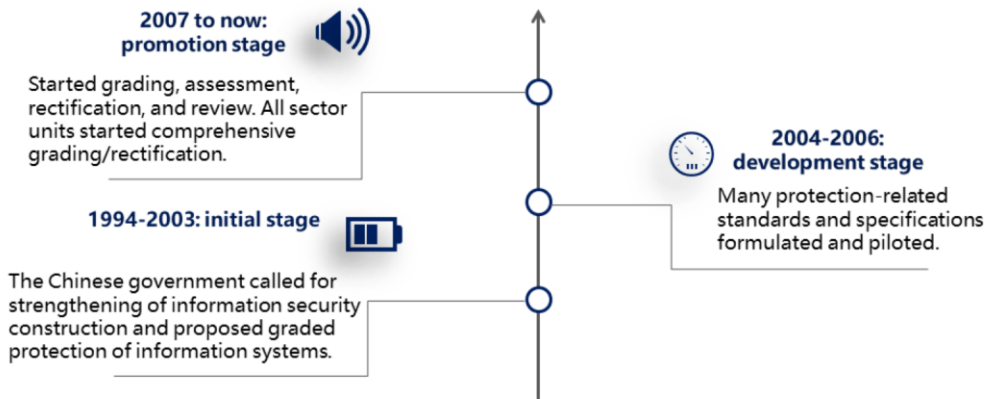 2007 to now:
promotion stage
Started grading, assessment,
rectification, and review. All sector
units started comprehensive
grading/rectification.
2004-2006:
development stage
Many protection-related
standards and specifications
formulated and piloted.
1994-2003: initial stage
The Chinese government called for
strengthening of information security
construction and proposed graded
protection of information systems.